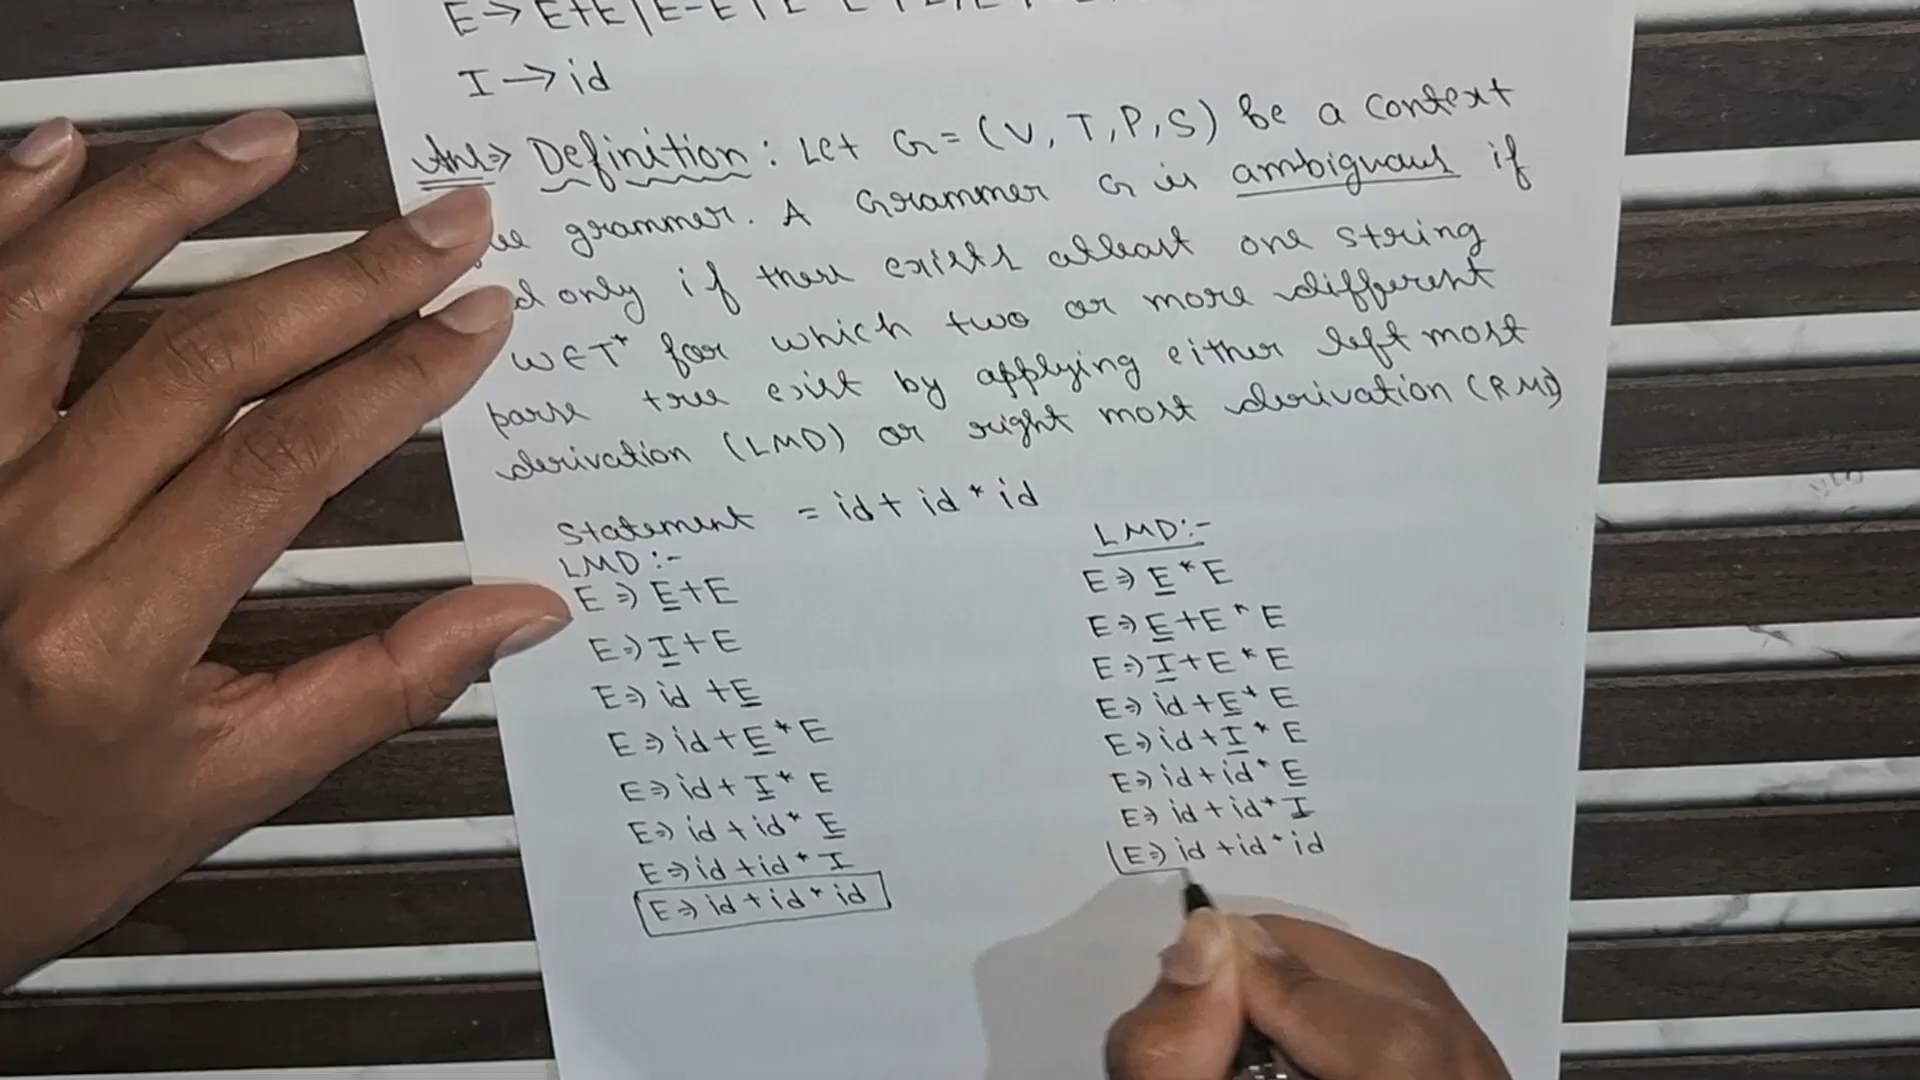 E → E+E | E-E |
I → id
Ans⇒ Definition : Let G = (V, T, P, S) be a context
grammer. A Grammer G is ambiguous if
only if there exists atleast one string
W∈T* for which two or more different
parse tree exist by applying either left most
derivation (LMD) or right most derivation (RMD)
Statement = id + id * id
LMD :-
E ⇒ E+E
E ⇒ I+E
E ⇒ id +E
E ⇒ id+E*E
E ⇒ id + I* E
E ⇒ id + id* E
E ⇒ id +id * I
E ⇒ id +id * id
LMD:-
E ⇒ E*E
E ⇒ E+E*E
E ⇒ I+E*E
E ⇒ id+E*E
E ⇒ id+I* E
E ⇒ id+id* E
E ⇒ id+id* I
E ⇒ id +id*id